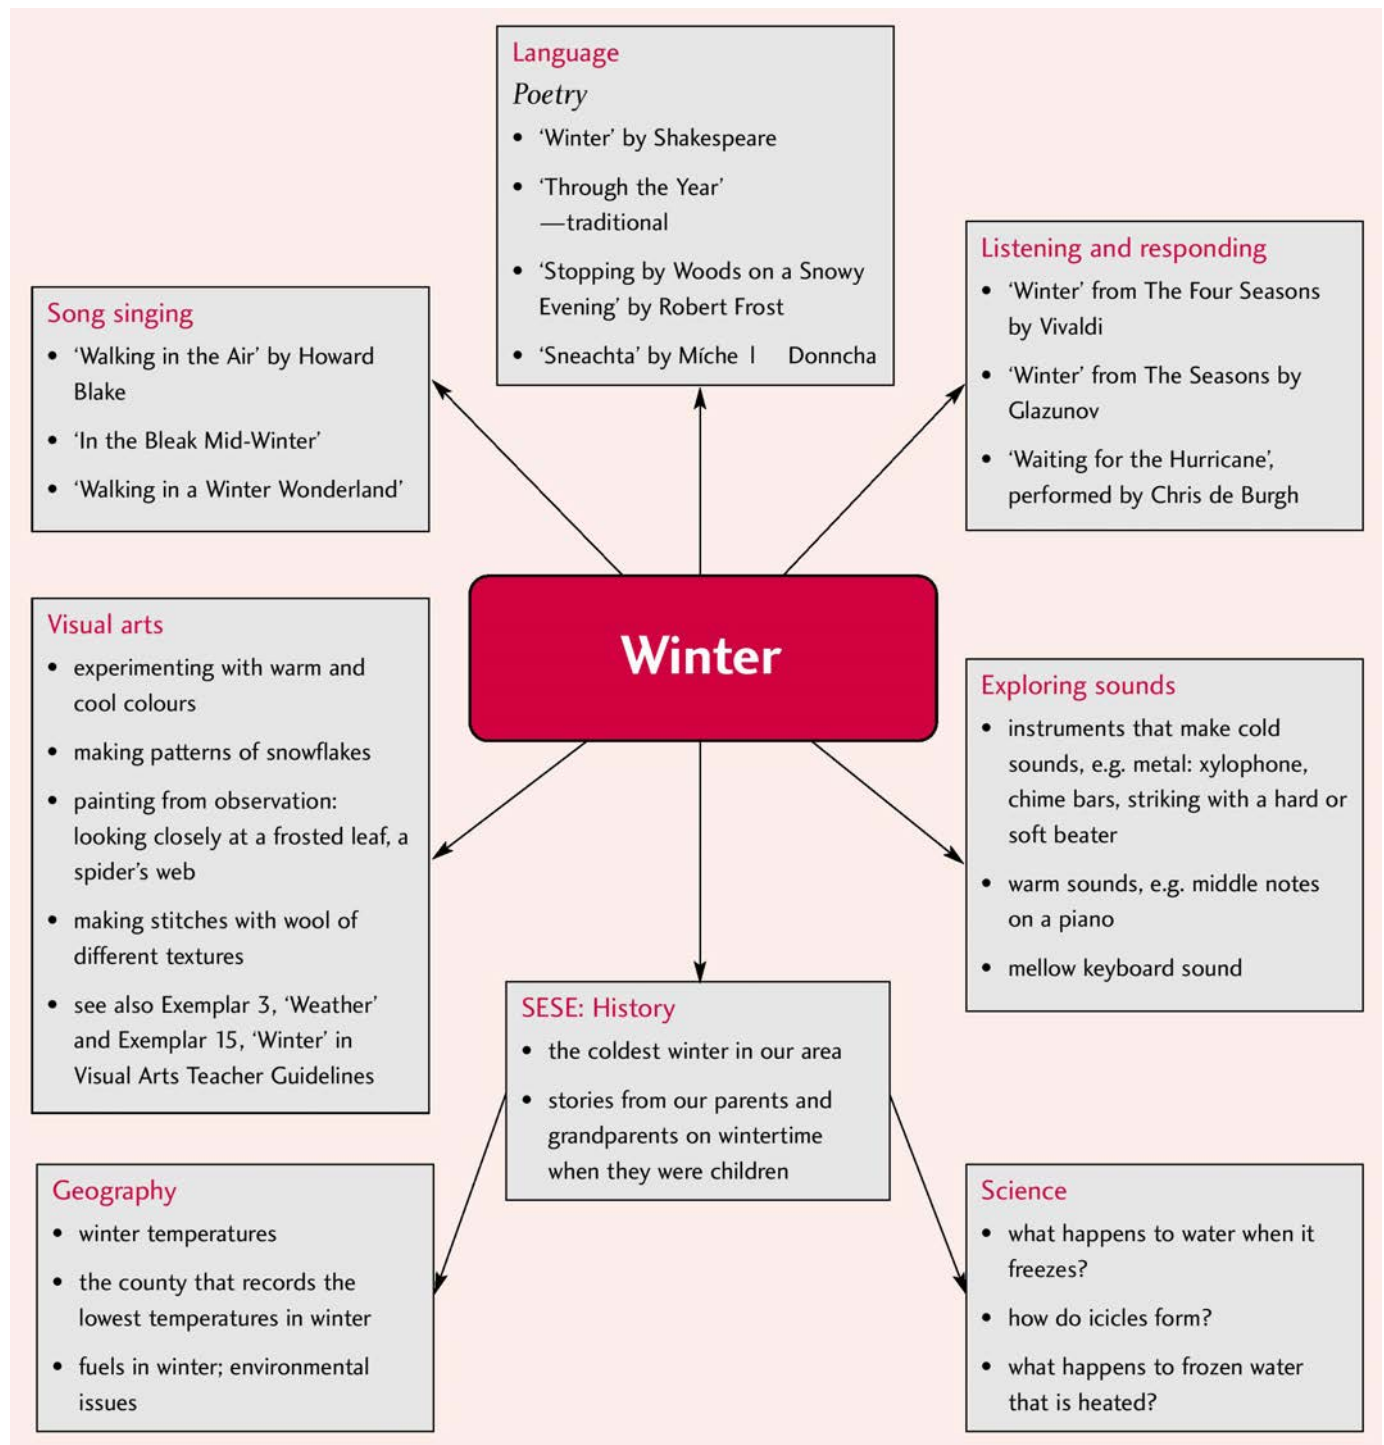 Language
Poetry
• ‘Winter’ by Shakespeare
• ‘Through the Year’
—traditional
• ‘Stopping by Woods on a Snowy
Evening’ by Robert Frost
• ‘Sneachta’ by Míche l Donncha
Listening and responding
• ‘Winter’ from The Four Seasons
by Vivaldi
• ‘Winter’ from The Seasons by
Glazunov
• ‘Waiting for the Hurricane’,
performed by Chris de Burgh
Song singing
• ‘Walking in the Air’ by Howard
Blake
• ‘In the Bleak Mid-Winter’
• ‘Walking in a Winter Wonderland’
Winter
Visual arts
• experimenting with warm and
cool colours
• making patterns of snowflakes
• painting from observation:
looking closely at a frosted leaf, a
spider’s web
• making stitches with wool of
different textures
• see also Exemplar 3, ‘Weather’
and Exemplar 15, ‘Winter’ in
Visual Arts Teacher Guidelines
Exploring sounds
• instruments that make cold
sounds, e.g. metal: xylophone,
chime bars, striking with a hard or
soft beater
• warm sounds, e.g. middle notes
on a piano
• mellow keyboard sound
SESE: History
• the coldest winter in our area
• stories from our parents and
grandparents on wintertime
when they were children
Geography
• winter temperatures
• the county that records the
lowest temperatures in winter
• fuels in winter; environmental
issues
Science
• what happens to water when it
freezes?
• how do icicles form?
• what happens to frozen water
that is heated?